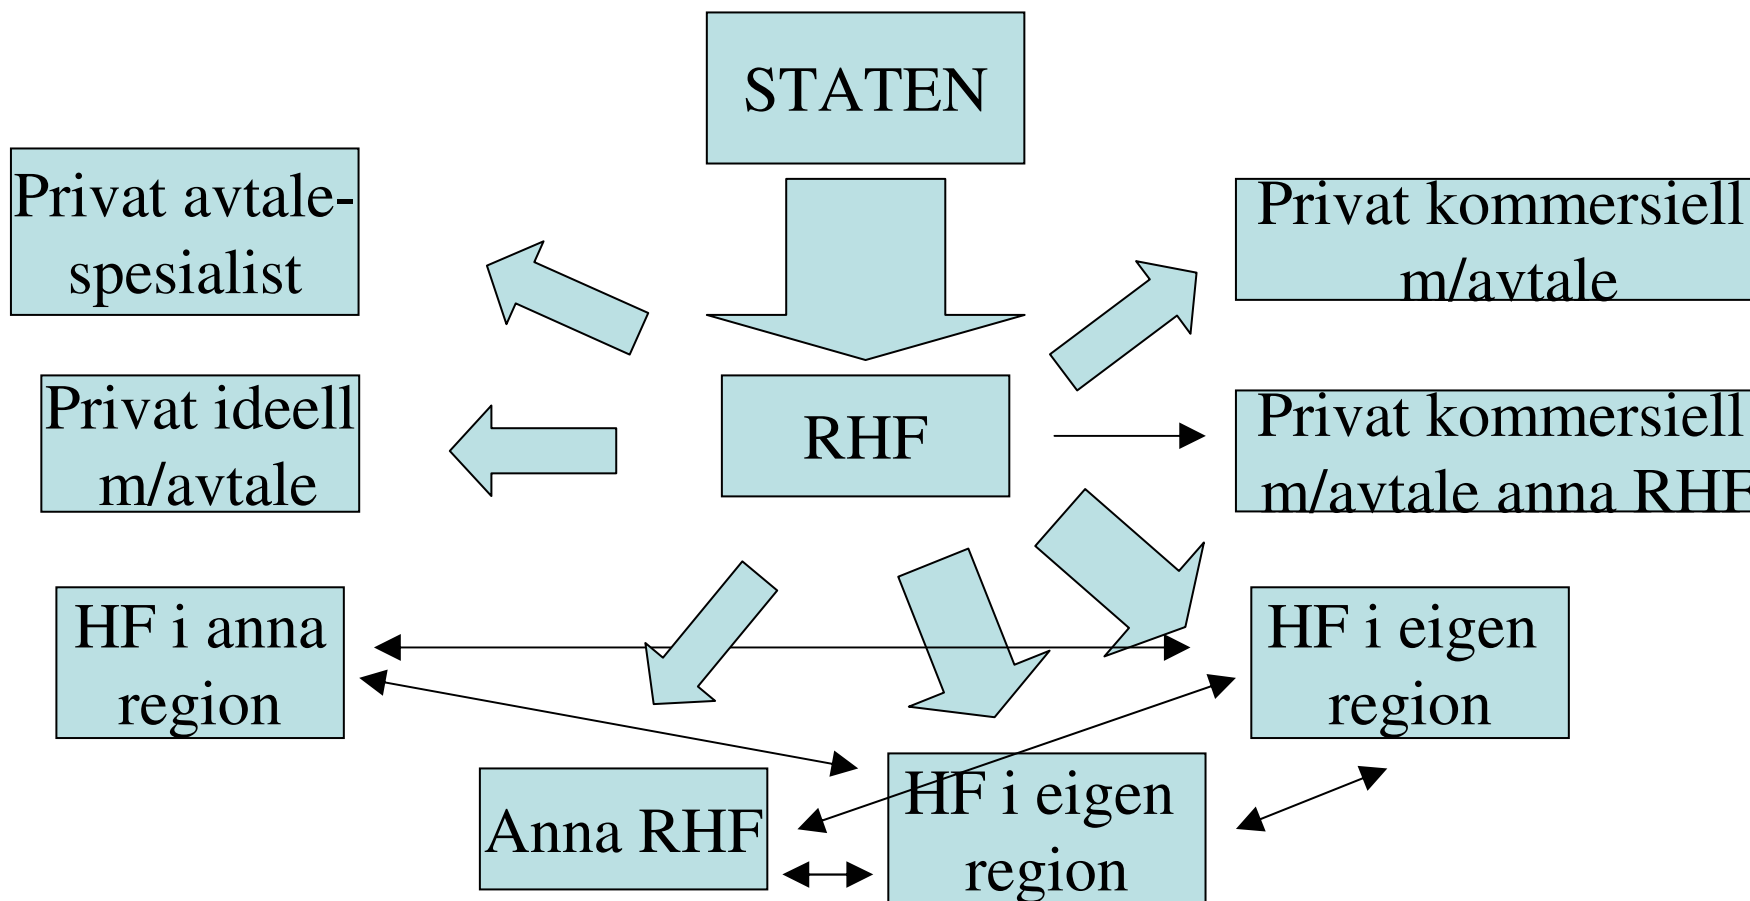 STATEN
Privat avtale-
spesialist
Privat kommersiell
m/avtale
Privat ideell
m/avtale
RHF
Privat kommersiell
m/avtale anna RHF
HF i anna
region
HF i eigen
region
Anna RHF
HF i eigen
region